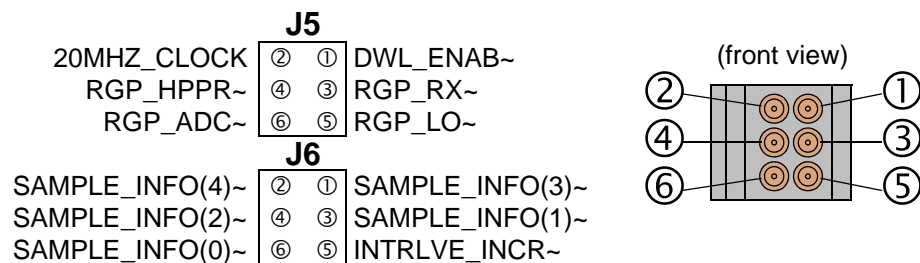 J5
20MHZ_CLOCK ② ① DWL_ENAB~
RGP_HPPR~ ④ ③ RGP_RX~
RGP_ADC~ ⑥ ⑤ RGP_LO~
J6
SAMPLE_INFO(4)~ ② ① SAMPLE_INFO(3)~
SAMPLE_INFO(2)~ ④ ③ SAMPLE_INFO(1)~
SAMPLE_INFO(0)~ ⑥ ⑤ INTRLVE_INCR~
(front view)
② ①
④ ③
⑥ ⑤